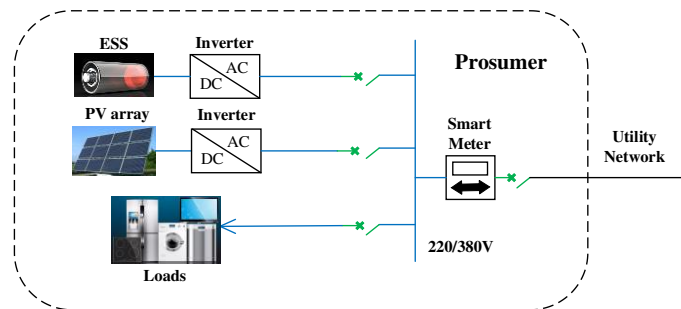 ESS
Inverter
AC
DC
Prosumer
PV array
Inverter
AC
DC
Smart
Meter
Utility
Network
220/380V
Loads